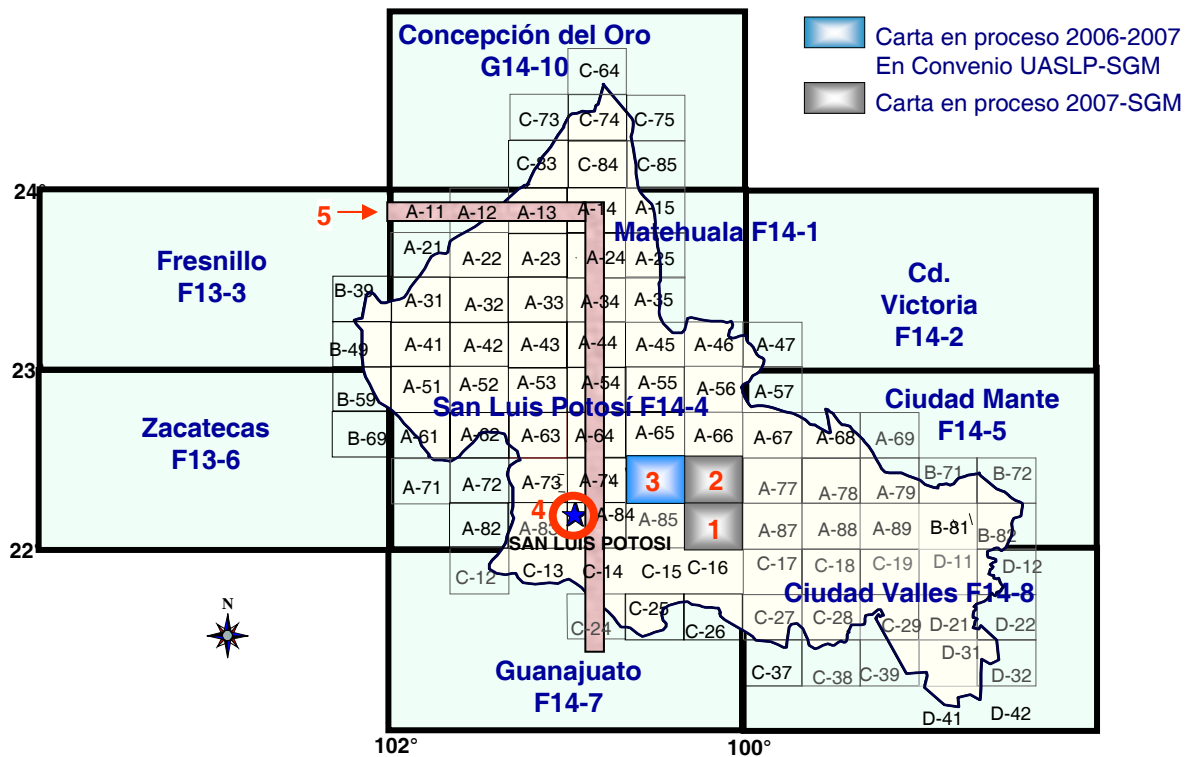 Concepción del Oro
G14-10
Carta en proceso 2006-2007
En Convenio UASLP-SGM
Carta en proceso 2007-SGM
C-64
C-73 C-74 C-75
C-83 C-84 C-85
24°
5
A-11 A-12 A-13 A-14 A-15
Matehuala F14-1
Fresnillo
F13-3
Cd.
Victoria
F14-2
A-21 A-22 A-23 A-24 A-25
B-39 A-31 A-32 A-33 A-34 A-35
B-49 A-41 A-42 A-43 A-44 A-45 A-46 A-47
23°
B-59 A-51 A-52 A-53 A-54 A-55 A-56 A-57
San Luis Potosí F14-4
Ciudad Mante
F14-5
Zacatecas
F13-6
B-69 A-61 A-62 A-63 A-64 A-65 A-66 A-67 A-68 A-69
A-71 A-72 A-73 A-74 3 2 A-77 A-78 A-79 B-71 B-72
4
A-82 A-83 A-84 A-85 1 A-87 A-88 A-89 B-81 B-82
SAN LUIS POTOSI
22°
C-12 C-13 C-14 C-15 C-16 C-17 C-18 C-19 D-11 D-12
Ciudad Valles F14-8
C-24 C-25 C-26 C-27 C-28 C-29 D-21 D-22
N
Guanajuato
F14-7
C-37 C-38 C-39 D-31 D-32
D-41 D-42
102° 100°